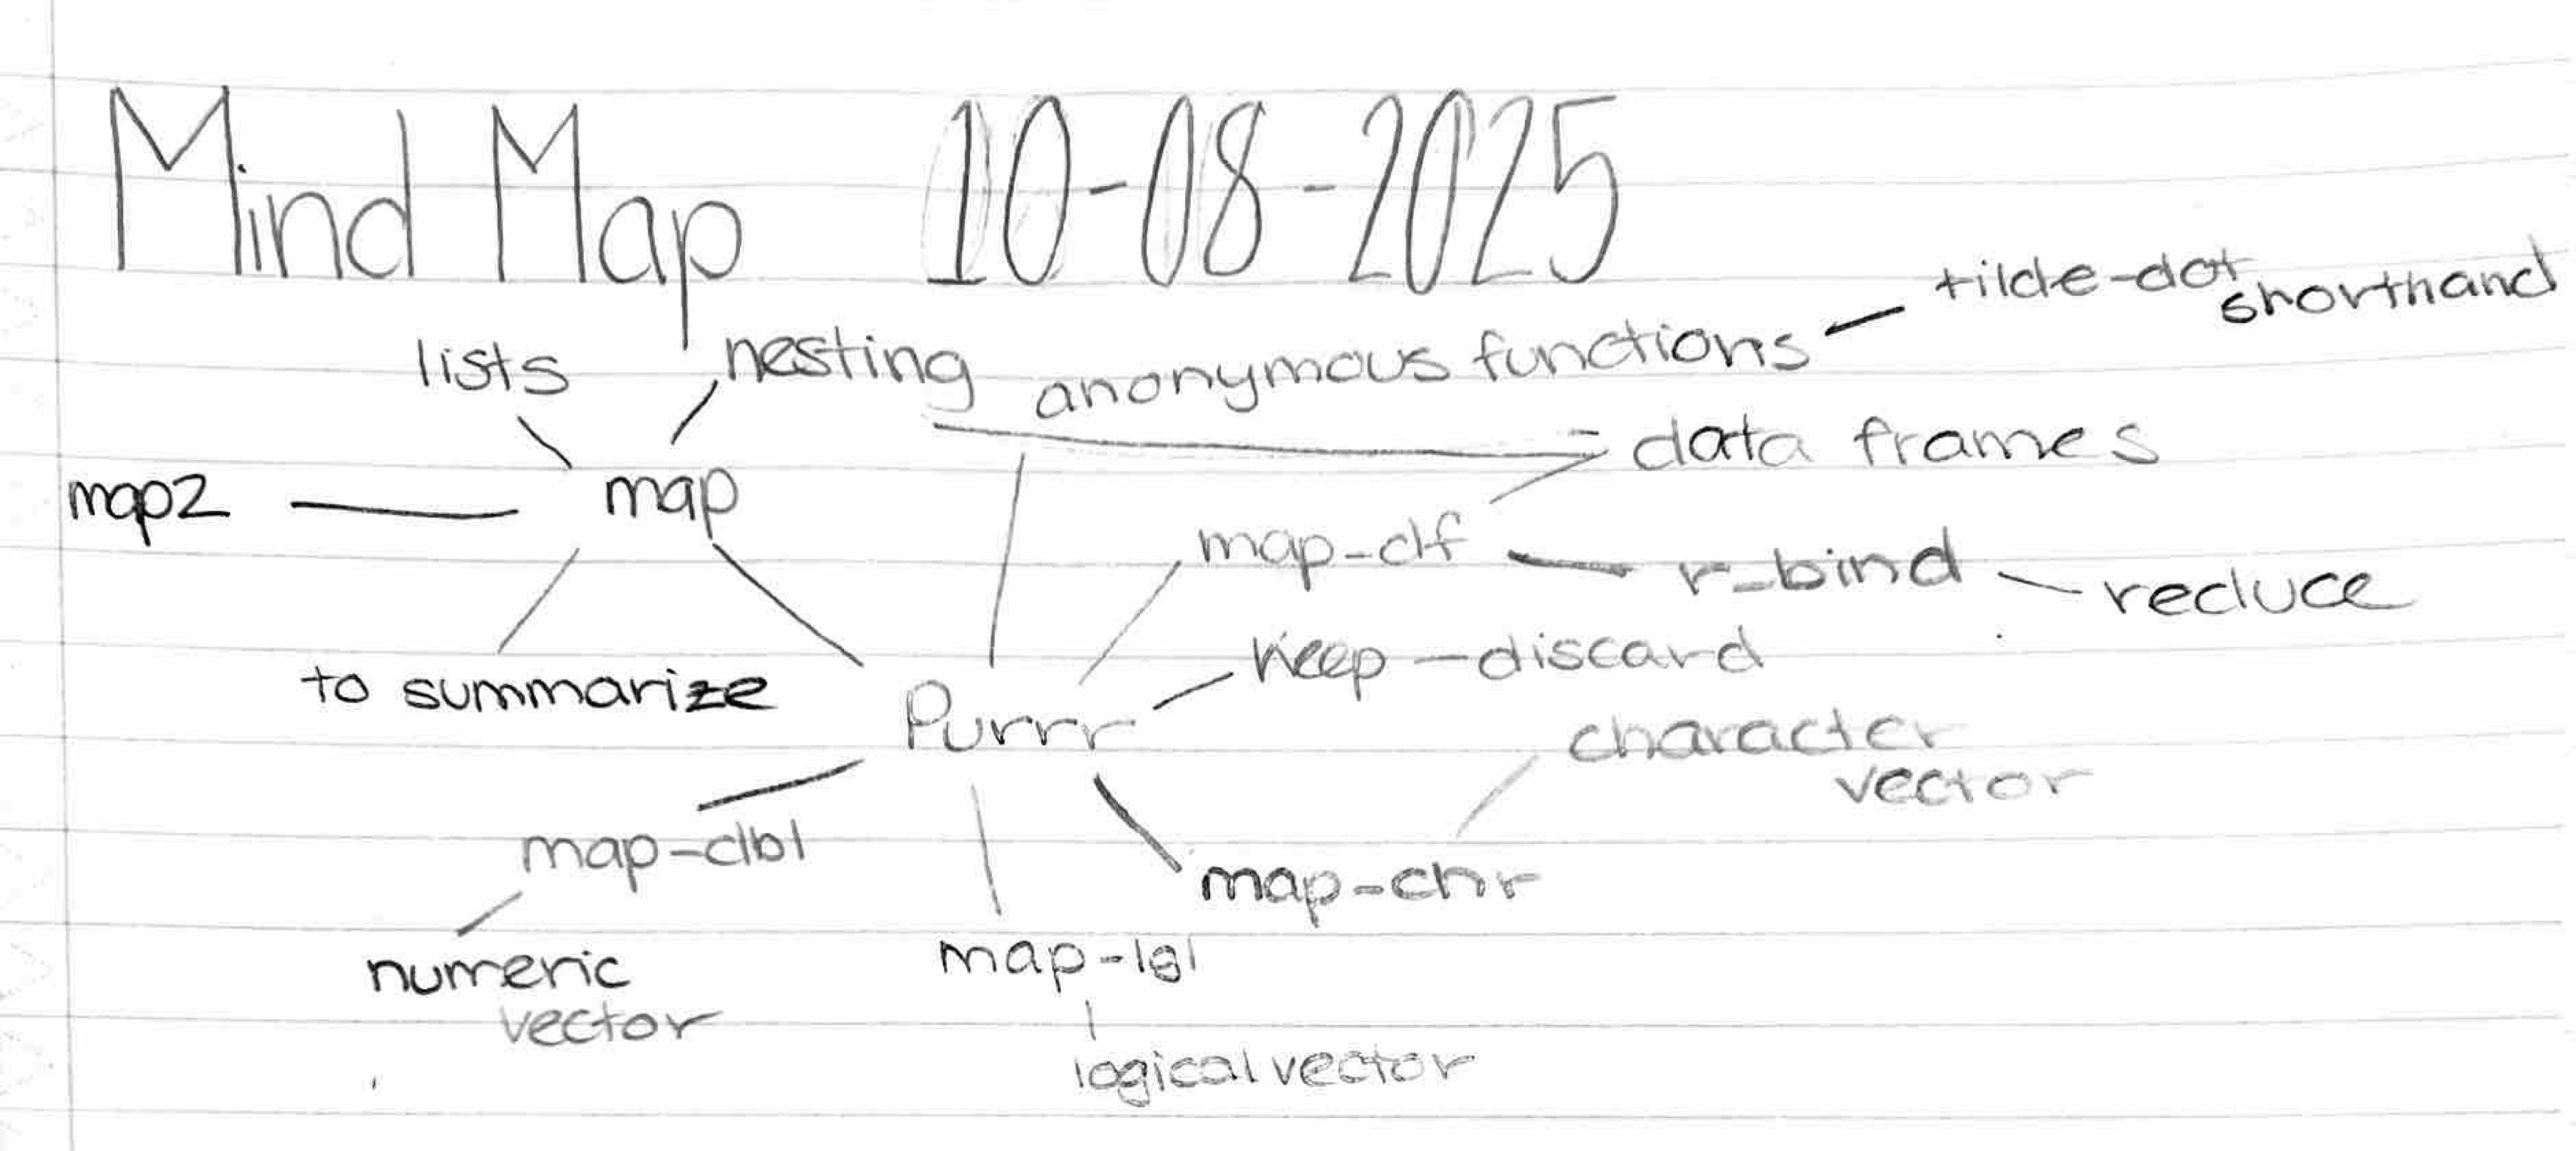 Mind Map 10-08-2025
tilde-dot shorthand
lists
nesting
anonymous functions
data frames
map2
map
map-df
r-bind
reduce
to summarize
Keep - discard
Purrr
character
vector
map-dbl
map-chr
numeric
vector
map-lgl
logical vector